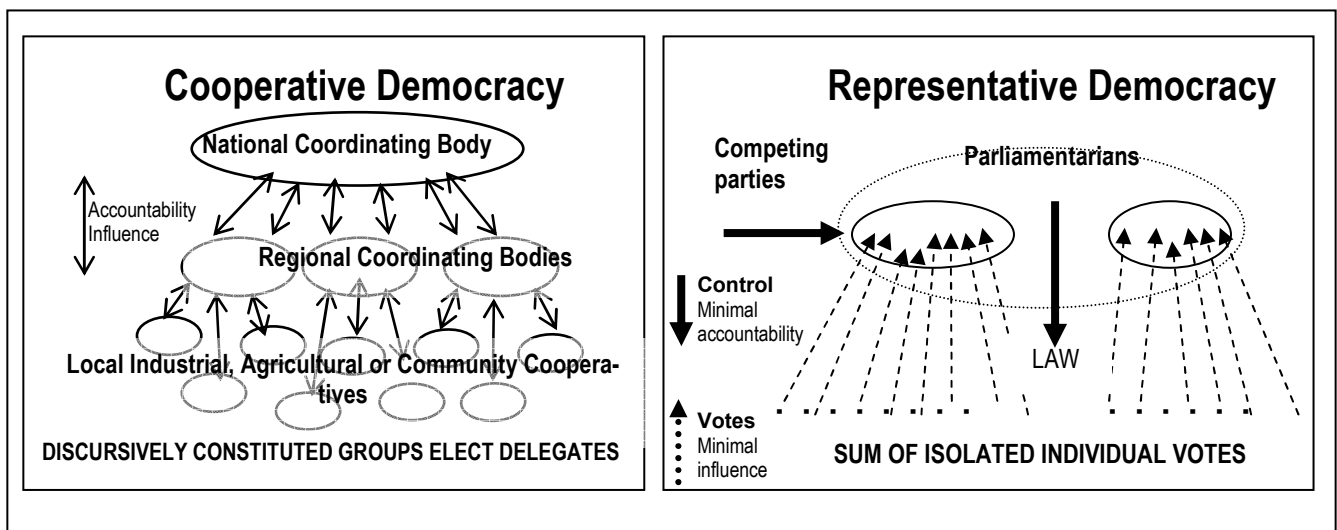 Cooperative Democracy
National Coordinating Body
Accountability
Influence
Regional Coordinating Bodies
Local Industrial, Agricultural or Community Coopera-
tives
DISCURSIVELY CONSTITUTED GROUPS ELECT DELEGATES
Representative Democracy
Competing
parties
Parliamentarians
Control
Minimal
accountability
LAW
Votes
Minimal
influence
SUM OF ISOLATED INDIVIDUAL VOTES